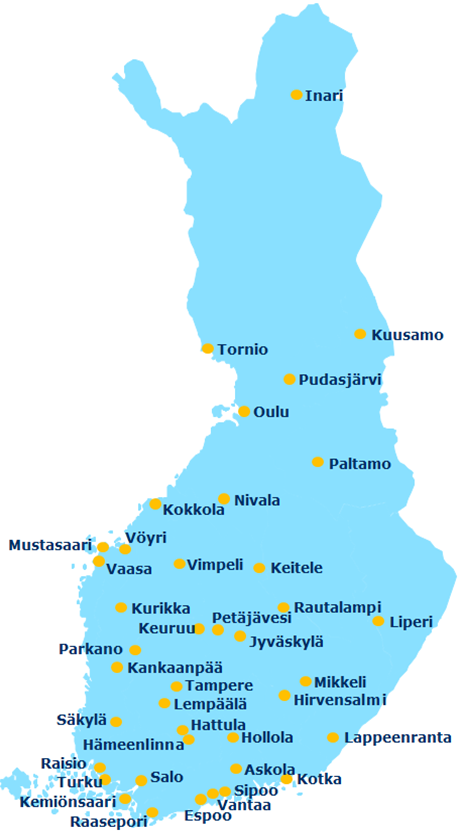 Inari
Kuusamo
Tornio
Pudasjärvi
Oulu
Paltamo
Nivala
Kokkola
Vöyri
Mustasaari
Vaasa
Vimpeli
Keitele
Kurikka
Rautalampi
Petäjävesi
Liperi
Keuruu
Jyväskylä
Parkano
Kankaanpää
Tampere
Mikkeli
Hirvensalmi
Lempäälä
Säkylä
Hattula
Hämeenlinna
Hollola
Lappeenranta
Raisio
Askola
Salo
Kotka
Turku
Sipoo
Kemiönsaari
Vantaa
Espoo
Raasepori